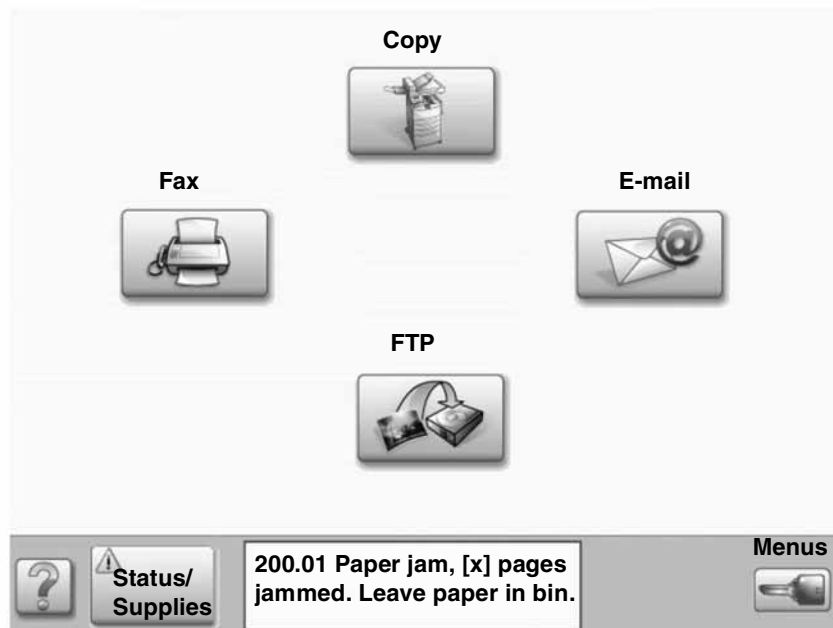 Copy
Fax
E-mail
FTP
Status/
Supplies
200.01 Paper jam, [x] pages
jammed. Leave paper in bin.
Menus